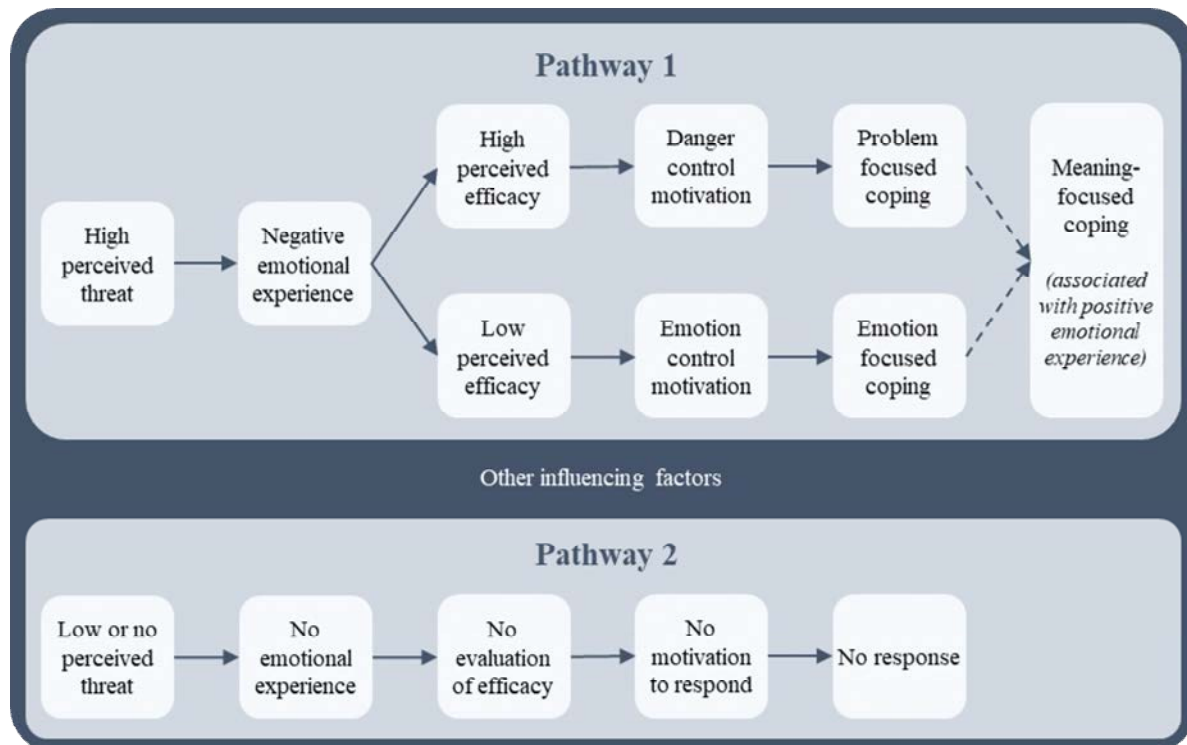 Pathway 1
High
perceived
threat
Negative
emotional
experience
High
perceived
efficacy
Danger
control
motivation
Problem
focused
coping
Low
perceived
efficacy
Emotion
control
motivation
Emotion
focused
coping
Meaning-
focused
coping
(associated
with positive
emotional
experience)
Other influencing factors
Pathway 2
Low or no
perceived
threat
No
emotional
experience
No
evaluation
of efficacy
No
motivation
to respond
No response